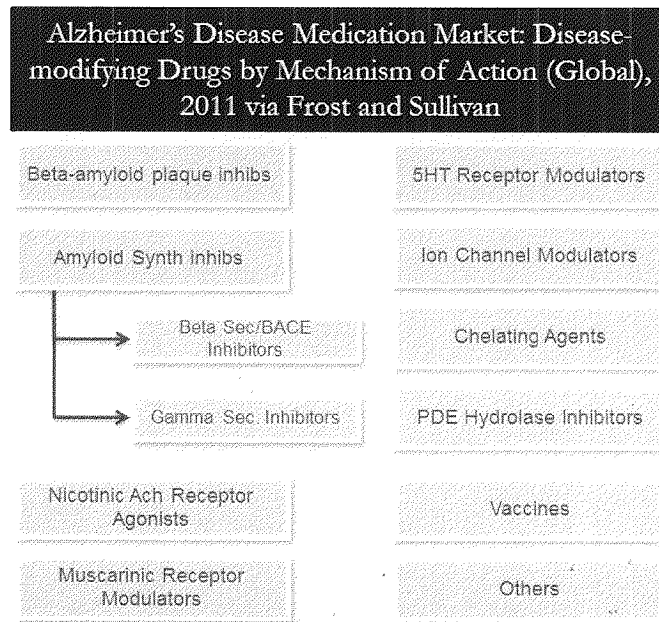 Alzheimer's Disease Medication Market: Disease-
modifying Drugs by Mechanism of Action (Global),
2011 via Frost and Sullivan
Beta-amyloid plaque inhibs
Amyloid Synth inhibs
Beta Sec/BACE
Inhibitors
Gamma Sec. Inhibitors
Nicotinic Ach Receptor
Agonists
Muscarinic Receptor
Modulators
5HT Receptor Modulators
Ion Channel Modulators
Chelating Agents
PDE Hydrolase Inhibitors
Vaccines
Others